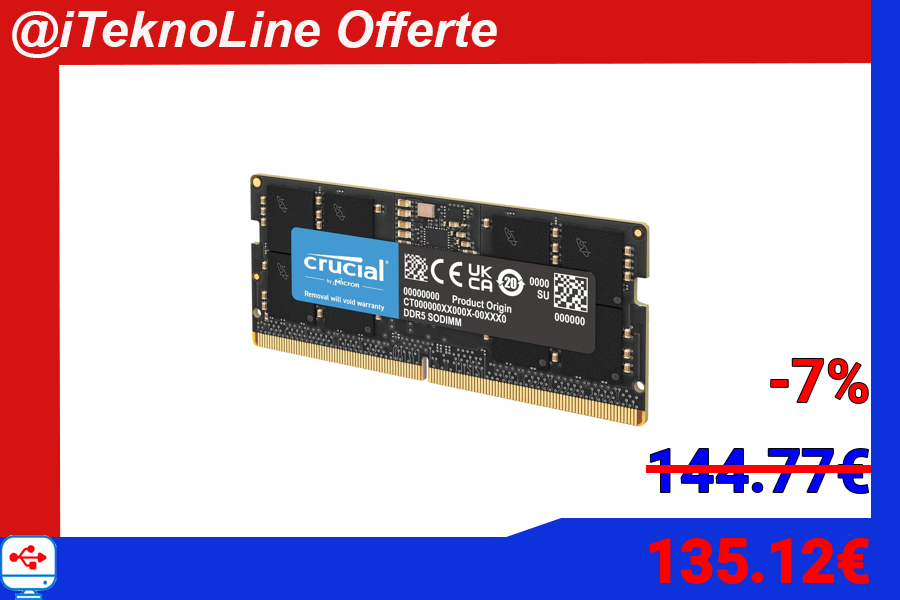 @iTeknoLine Offerte
crucial
by Micron
Removal will void warranty
CE UK CA 20
0000
SU
000000
00000000 Product Origin
CT000000XX000X-00XXX0
DDR5 SODIMM
-7%
144.77€
135.12€